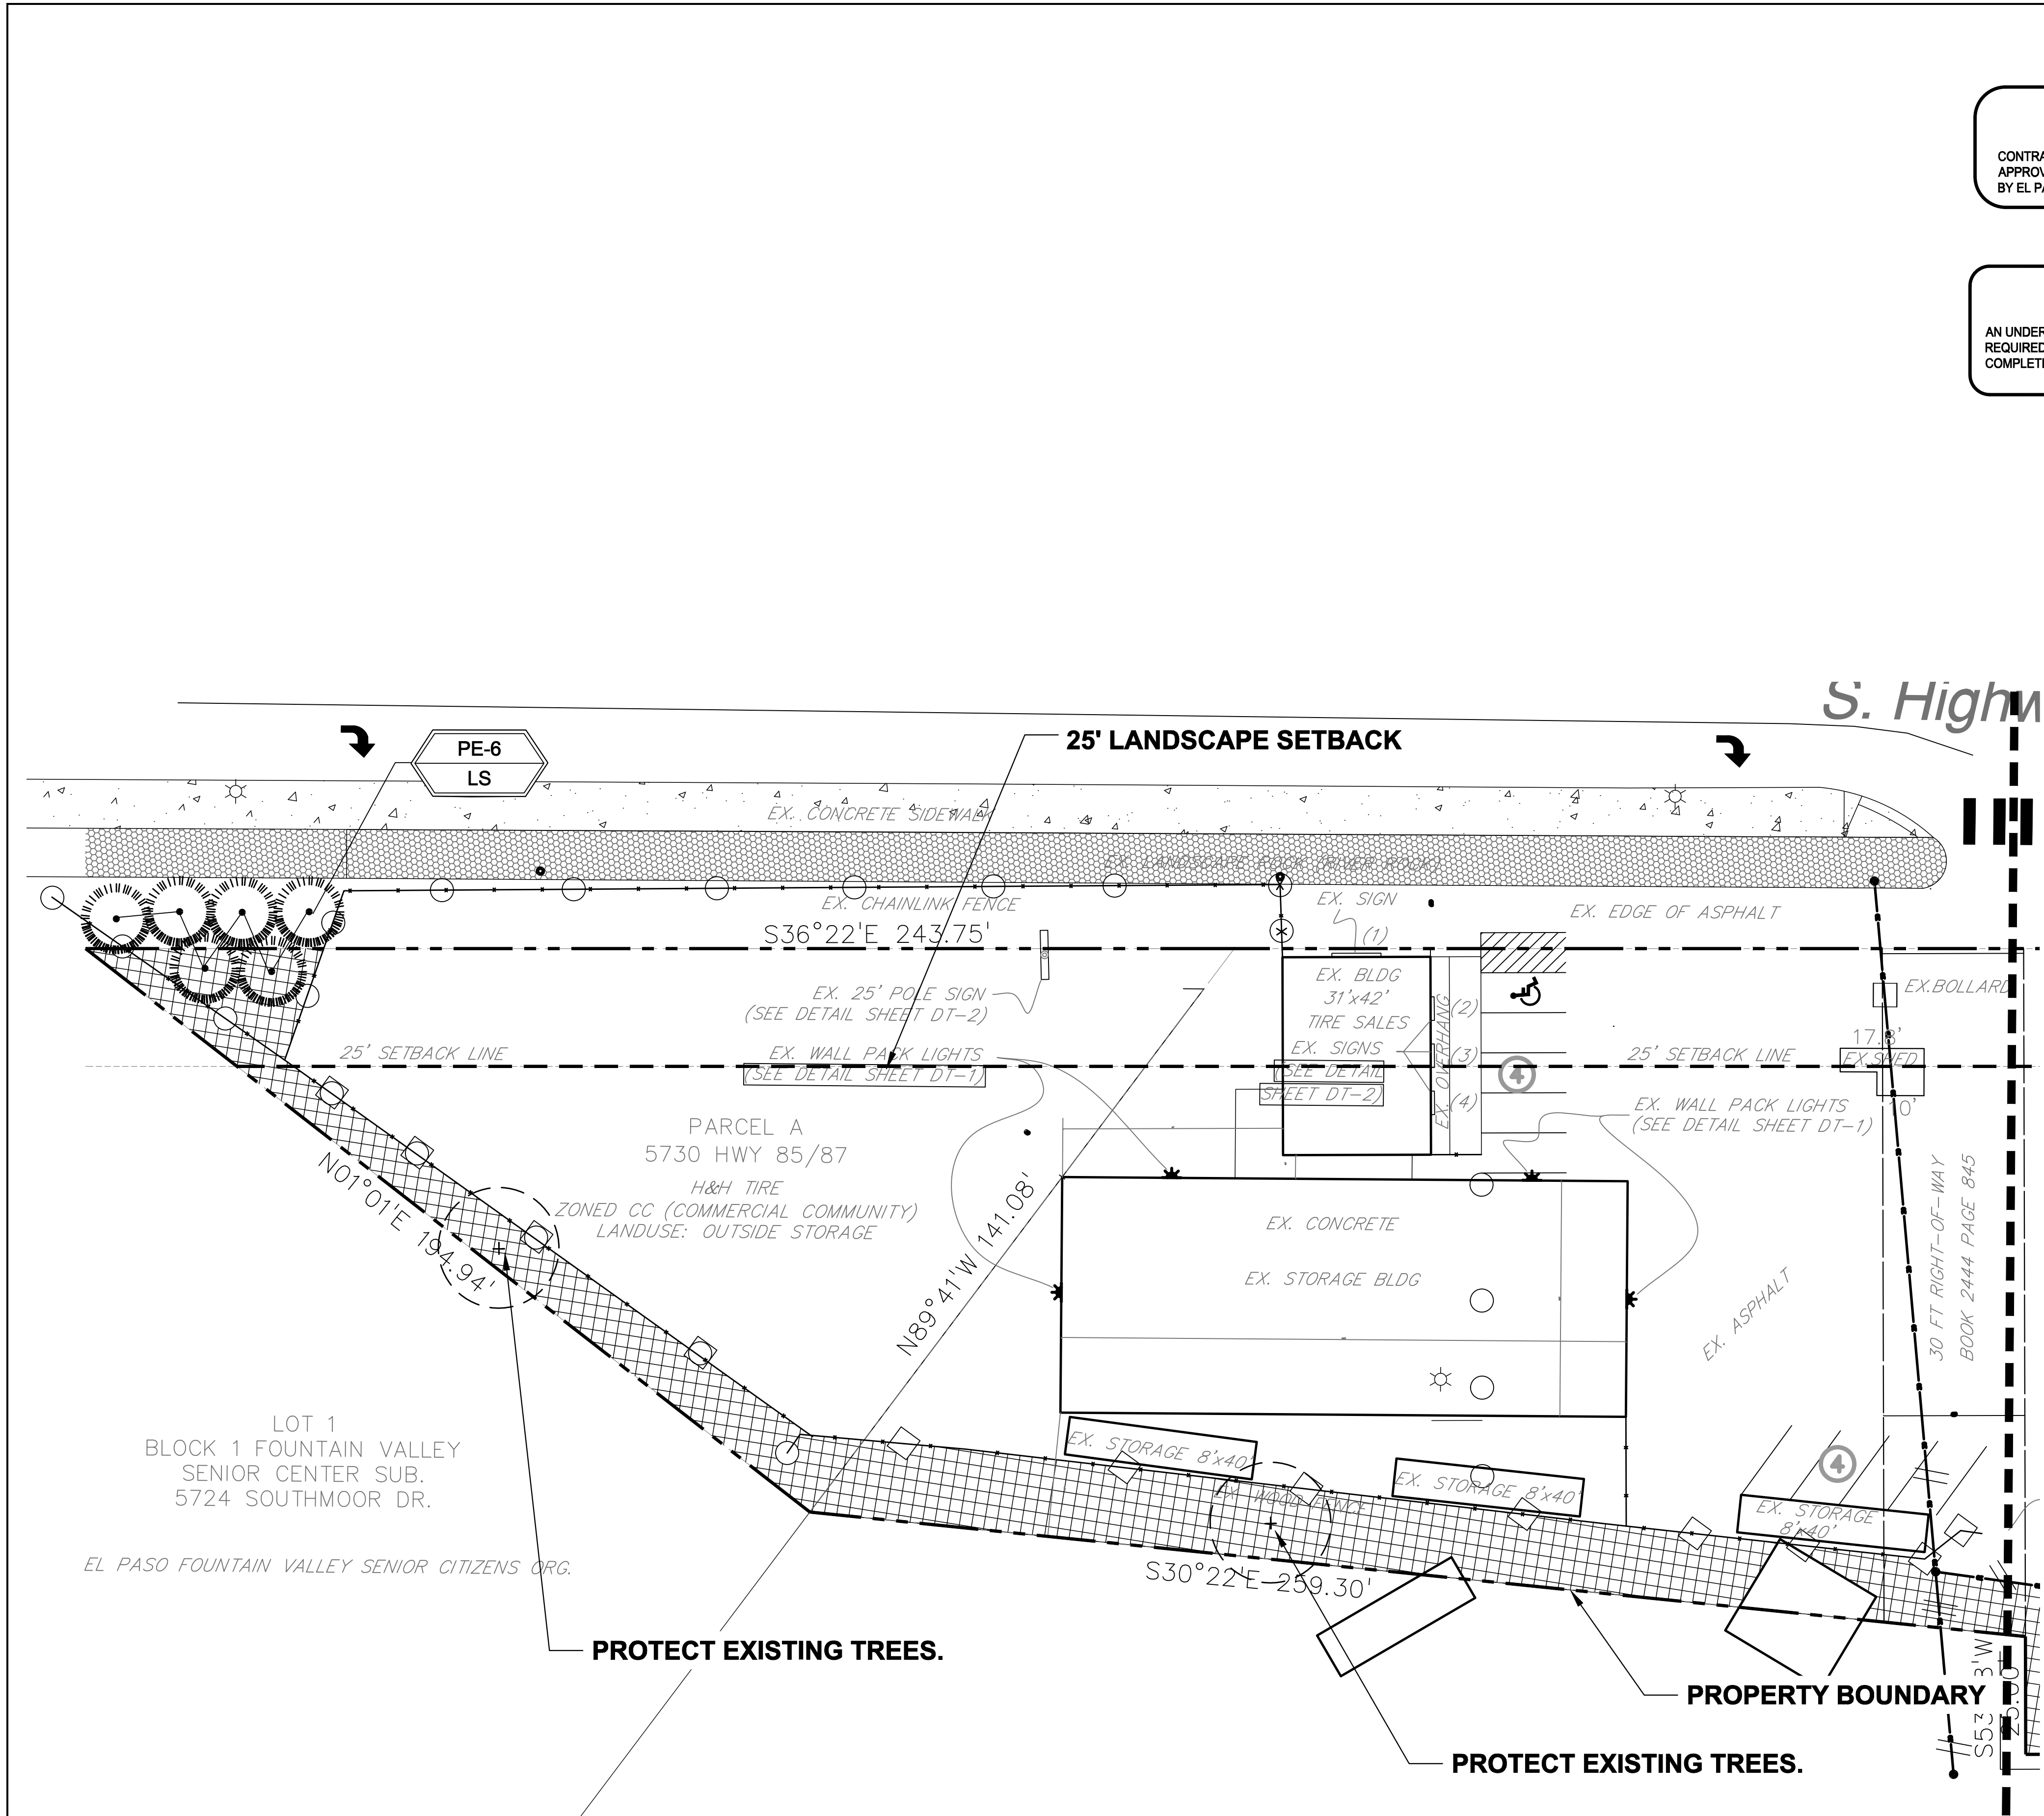 CONTRA
APPROV
BY EL PA
AN UNDER
REQUIRED
COMPLETE
S. Highw
PE-6
LS
25' LANDSCAPE SETBACK
EX. CONCRETE SIDEWALK
EX. LANDSCAPE ROCK (RIVER ROCK)
EX. CHAINLINK FENCE
EX. SIGN
(1)
EX. EDGE OF ASPHALT
S36°22'E 243.75'
EX. 25' POLE SIGN
(SEE DETAIL SHEET DT-2)
EX. BLDG
31'x42'
TIRE SALES
EX. SIGNS
(SEE DETAIL
SHEET DT-2)
EX. OVERHANG
(2)
(3)
(4)
4
EX.BOLLARD
17.8'
EX.SHED
10'
25' SETBACK LINE
EX. WALL PACK LIGHTS
(SEE DETAIL SHEET DT-1)
25' SETBACK LINE
EX. WALL PACK LIGHTS
(SEE DETAIL SHEET DT-1)
PARCEL A
5730 HWY 85/87
H&H TIRE
ZONED CC (COMMERCIAL COMMUNITY)
LANDUSE: OUTSIDE STORAGE
N01°01'E 194.94'
N89°41'W 141.08'
EX. CONCRETE
EX. STORAGE BLDG
EX. ASPHALT
30 FT RIGHT-OF-WAY
BOOK 2444 PAGE 845
LOT 1
BLOCK 1 FOUNTAIN VALLEY
SENIOR CENTER SUB.
5724 SOUTHMOOR DR.
EL PASO FOUNTAIN VALLEY SENIOR CITIZENS ORG.
EX. STORAGE 8'x40'
EX. WOOD FENCE
EX. STORAGE 8'x40'
4
EX. STORAGE
8'x40'
S30°22'E 259.30'
PROTECT EXISTING TREES.
PROPERTY BOUNDARY
PROTECT EXISTING TREES.